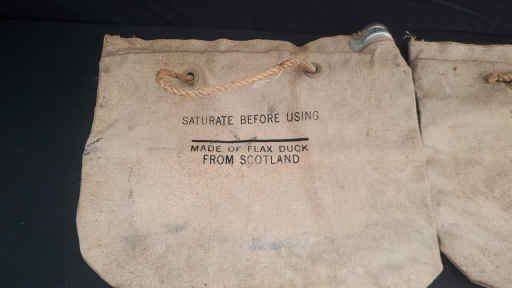 SATURATE BEFORE USING
MADE OF FLAX DUCK
FROM SCOTLAND